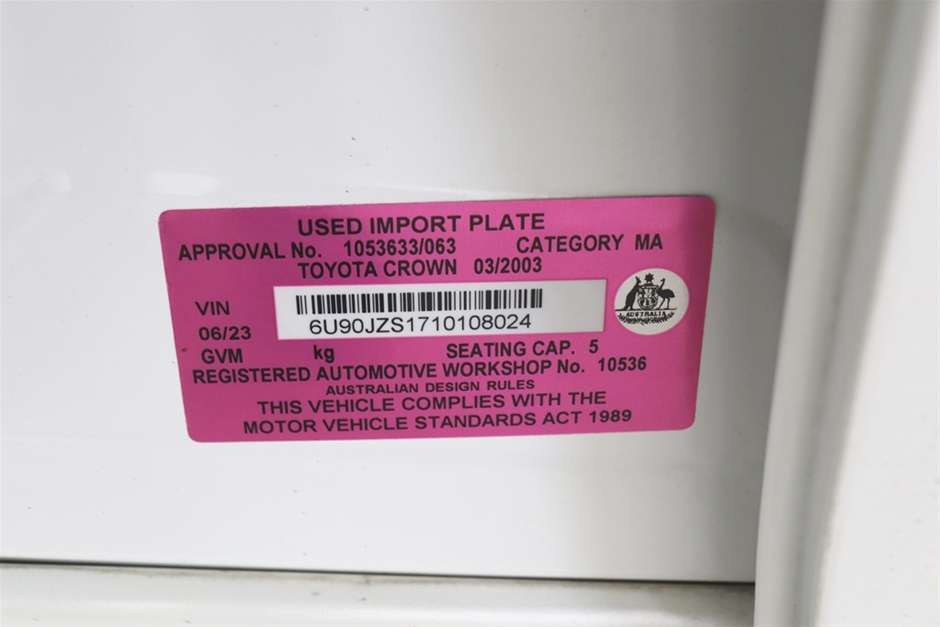 USED IMPORT PLATE
APPROVAL No. 1053633/063 CATEGORY MA
TOYOTA CROWN 03/2003
VIN
6U90JZS1710108024
06/23
AUSTRALIA
GVM kg SEATING CAP. 5
REGISTERED AUTOMOTIVE WORKSHOP No. 10536
AUSTRALIAN DESIGN RULES
THIS VEHICLE COMPLIES WITH THE
MOTOR VEHICLE STANDARDS ACT 1989